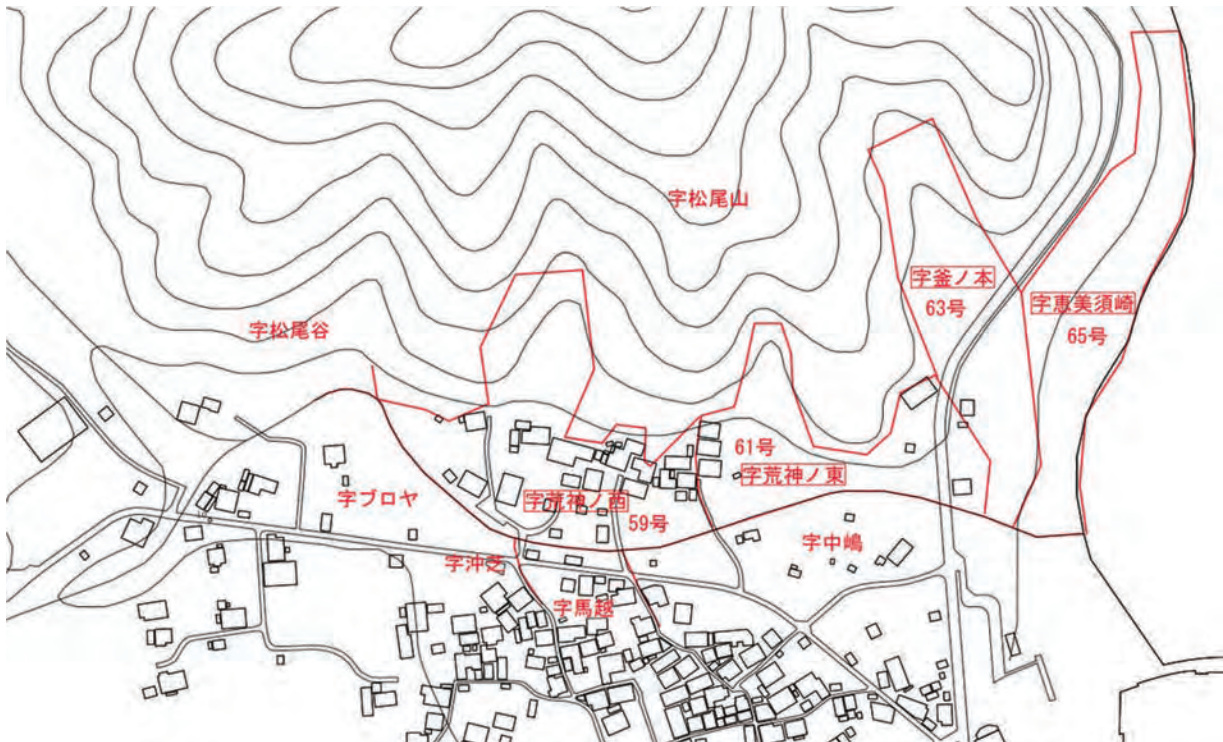 字松尾山
字釜ノ本
63号
字恵美須崎
65号
字松尾谷
61号
字荒神ノ東
字ブロヤ
字荒神ノ西
59号
字中嶋
字沖芝
字馬越